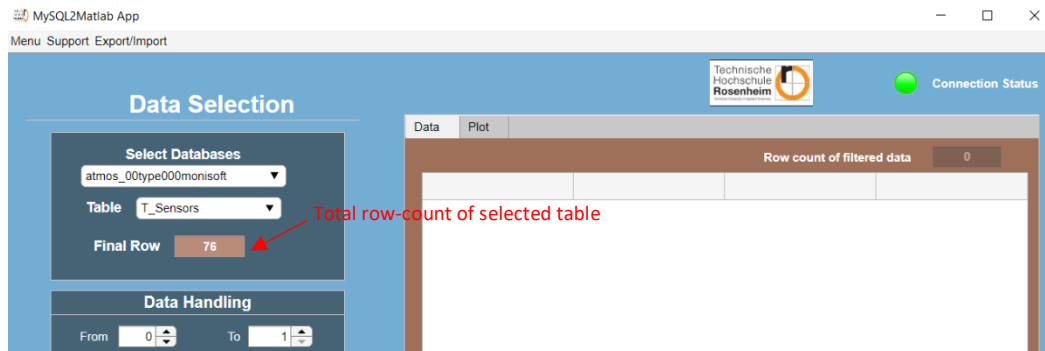 MySQL2Matlab App
Menu Support Export/Import
Technische
Hochschule
Rosenheim
Connection Status
Data Selection
Data Plot
Select Databases
Row count of filtered data 0
atmos_00type000monisoft
Table T_Sensors
Total row-count of selected table
Final Row 76
Data Handling
From 0 To 1